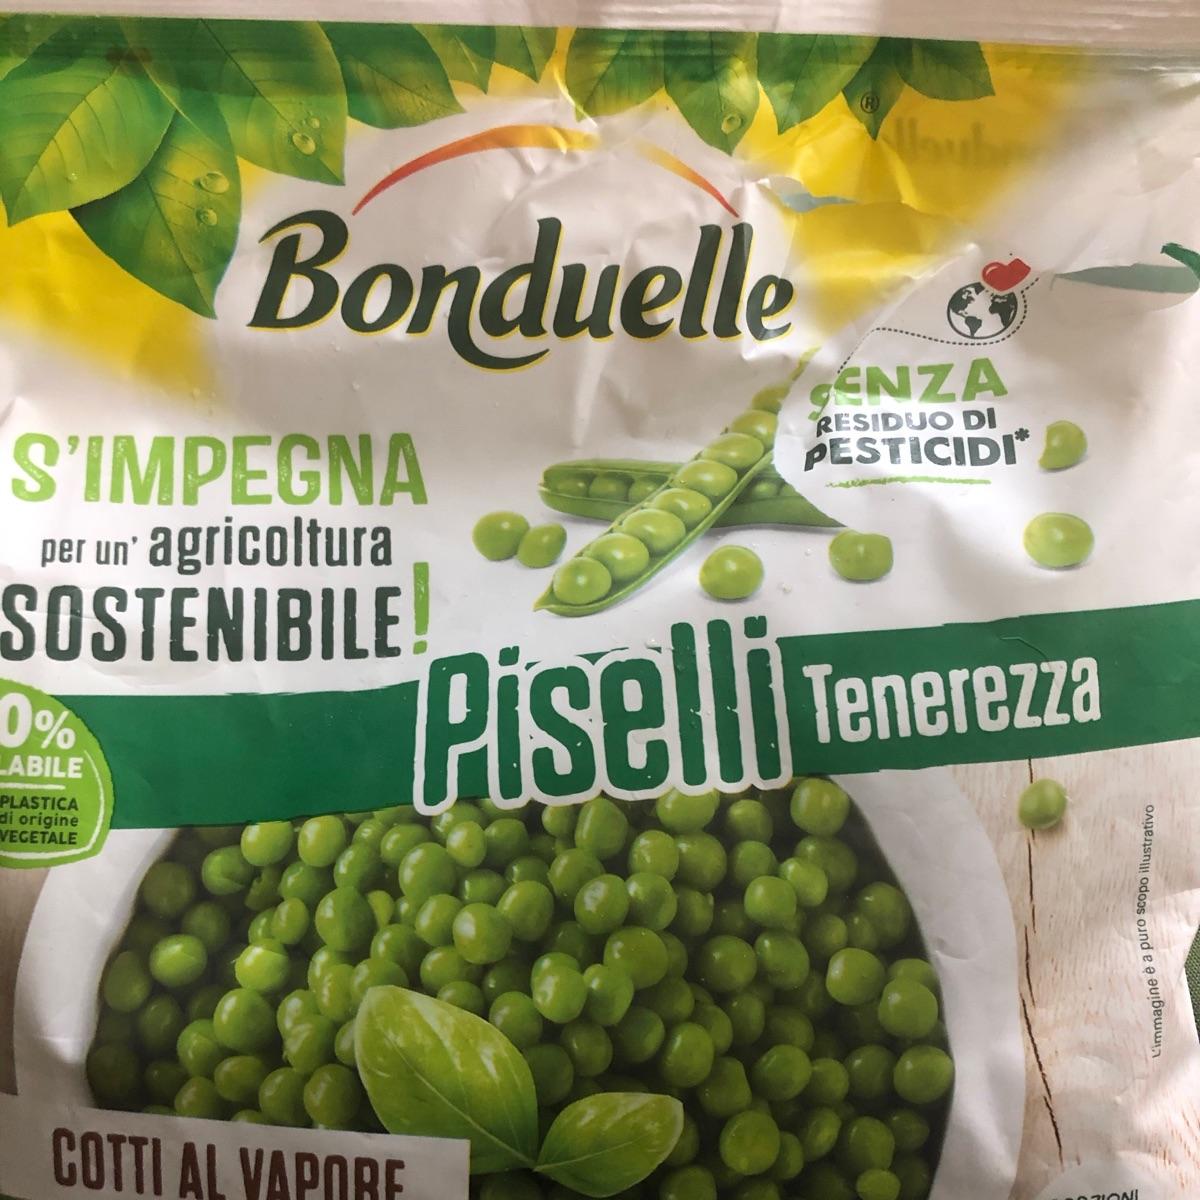 ®
Bonduelle
SENZA
RESIDUO DI
PESTICIDI*
S'IMPEGNA
per un' agricoltura
SOSTENIBILE!
Piselli Tenerezza
0%
LABILE
PLASTICA
di origine
VEGETALE
L'immagine è a puro scopo illustrativo
COTTI AL VAPORE